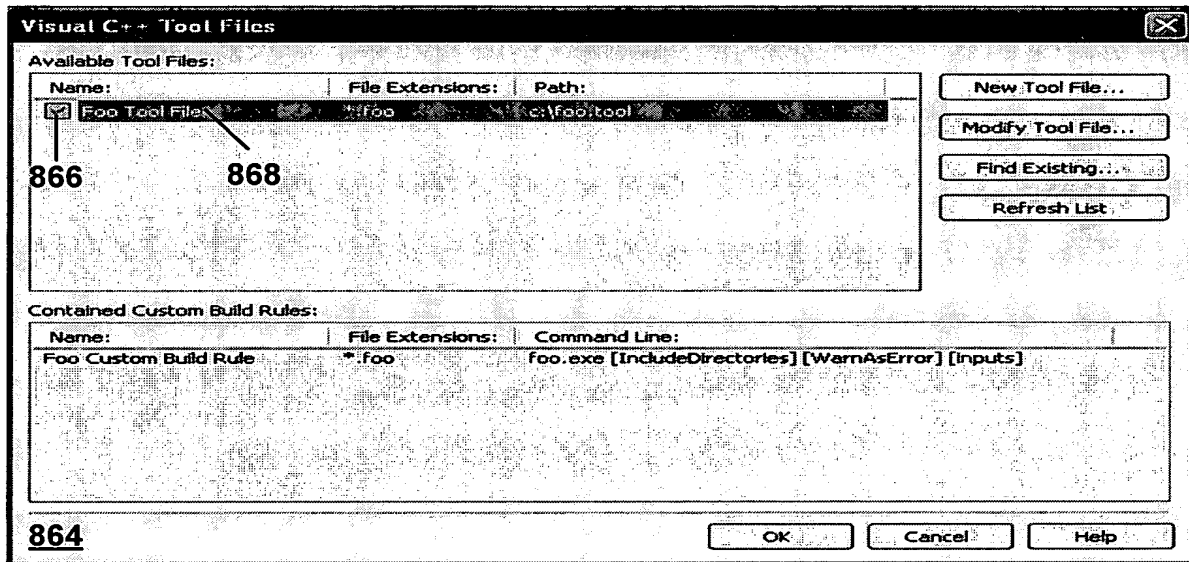 Visual C++ Tool Files
Available Tool Files:
Name: File Extensions: Path:
Foo Tool File *.foo c:\foo.tool
866 868
New Tool File...
Modify Tool File...
Find Existing...
Refresh List
Contained Custom Build Rules:
Name: File Extensions: Command Line:
Foo Custom Build Rule *.foo foo.exe [IncludeDirectories] [WarnAsError] [Inputs]
864
OK Cancel Help